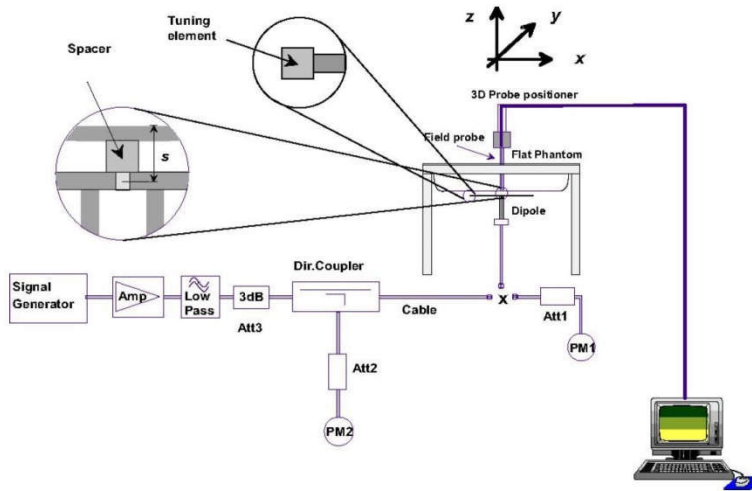 z
y
x
Tuning
element
Spacer
s
3D Probe positioner
Field probe
Flat Phantom
Dipole
Dir.Coupler
Signal
Generator
Amp
Low
Pass
3dB
Att3
Cable
X
Att1
PM1
Att2
PM2